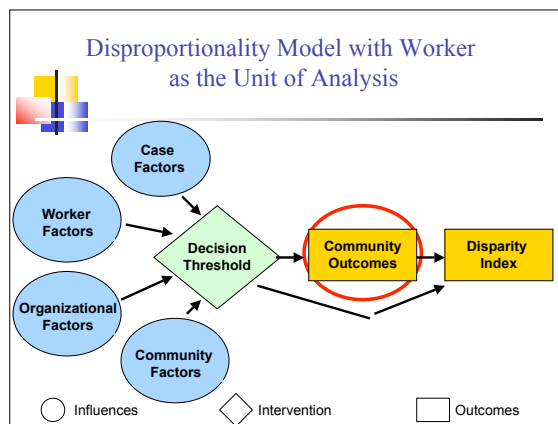 Disproportionality Model with Worker
as the Unit of Analysis
Case
Factors
Worker
Factors
Decision
Threshold
Community
Outcomes
Disparity
Index
Organizational
Factors
Community
Factors
Influences
Intervention
Outcomes